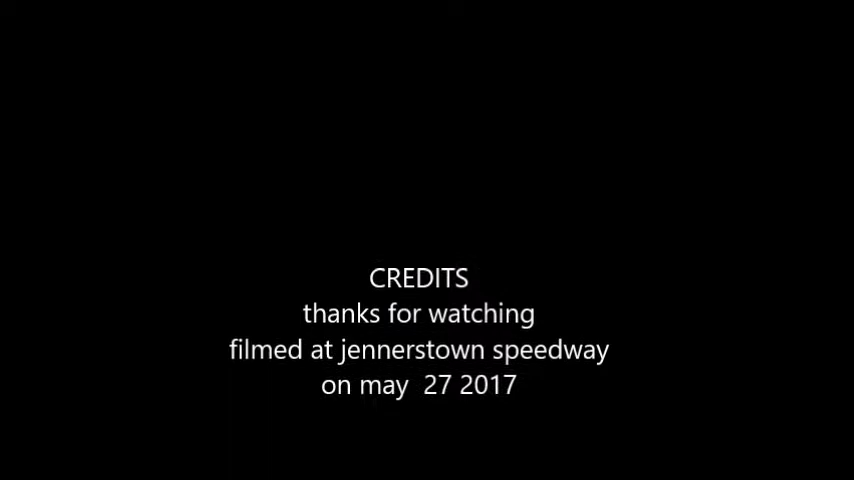 CREDITS
thanks for watching
filmed at jennerstown speedway
on may  27 2017